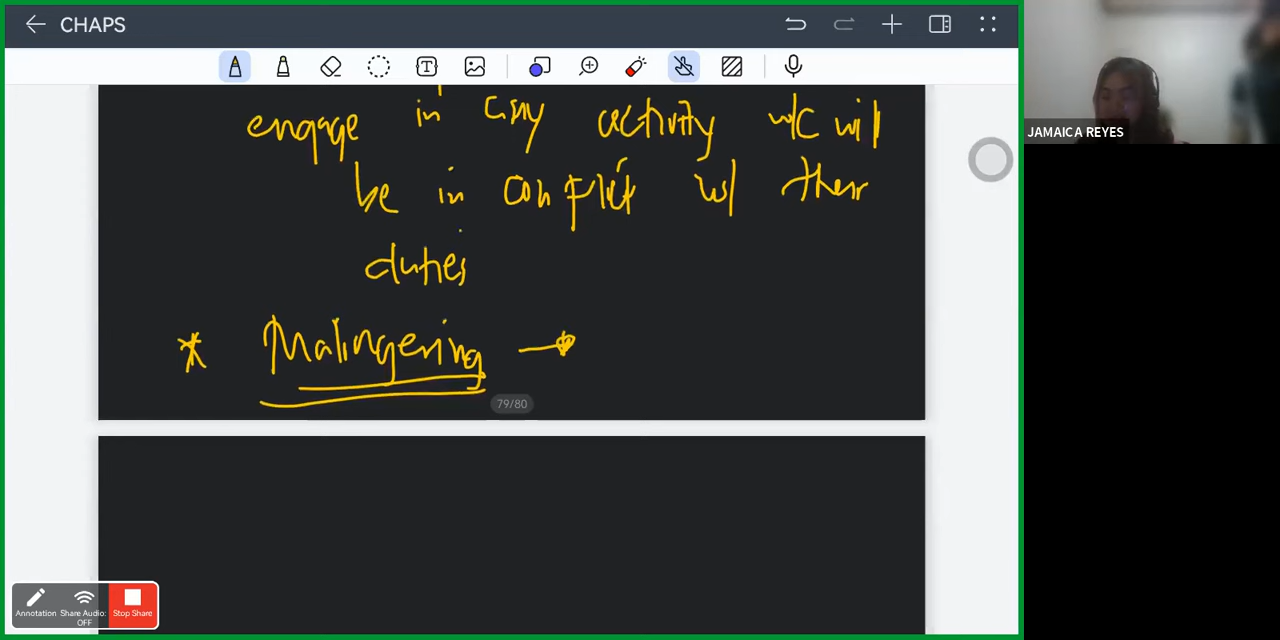 CHAPS
JAMAICA REYES
engage in any activity w/c will
be in conflict w/ their
duties
* Malingering →
79/80
Annotation Share Audio: OFF Stop Share